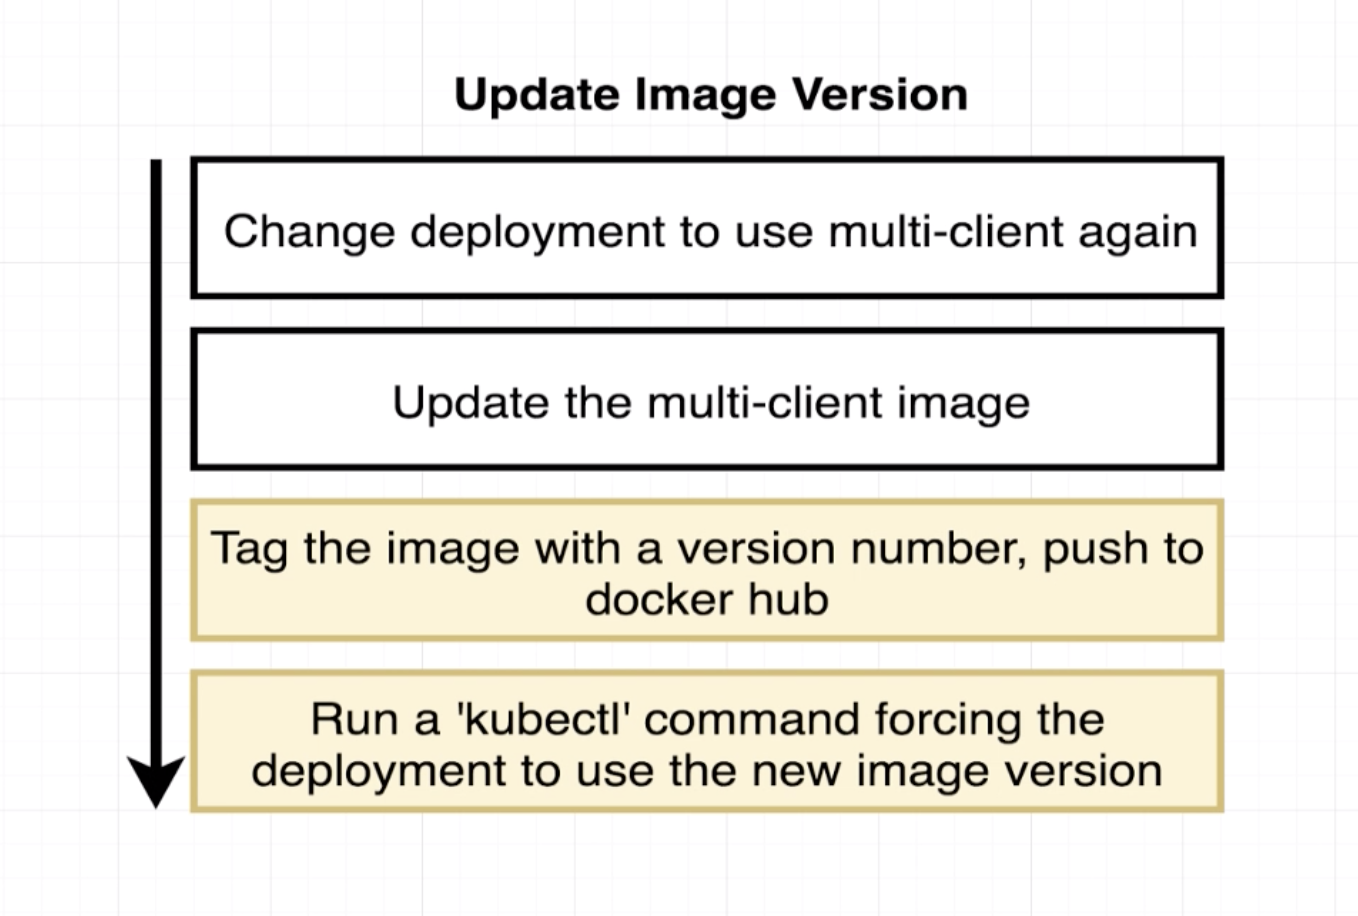 Update Image Version
Change deployment to use multi-client again
Update the multi-client image
Tag the image with a version number, push to
docker hub
Run a 'kubectl' command forcing the
deployment to use the new image version